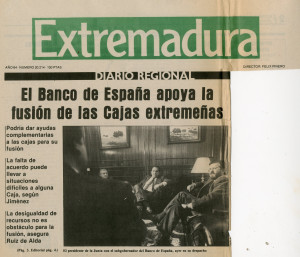 Extremadura
DIARIO REGIONAL
El Banco de España apoya la
fusión de las Cajas extremeñas
Podría dar ayudas
complementarias
a las cajas para su
fusión
La falta de
acuerdo puede
llevar a
situaciones
difíciles a alguna
Caja, según
Jiménez
La desigualdad de
recursos no es
obstáculo para la
fusión, asegura
Ruiz de Alda